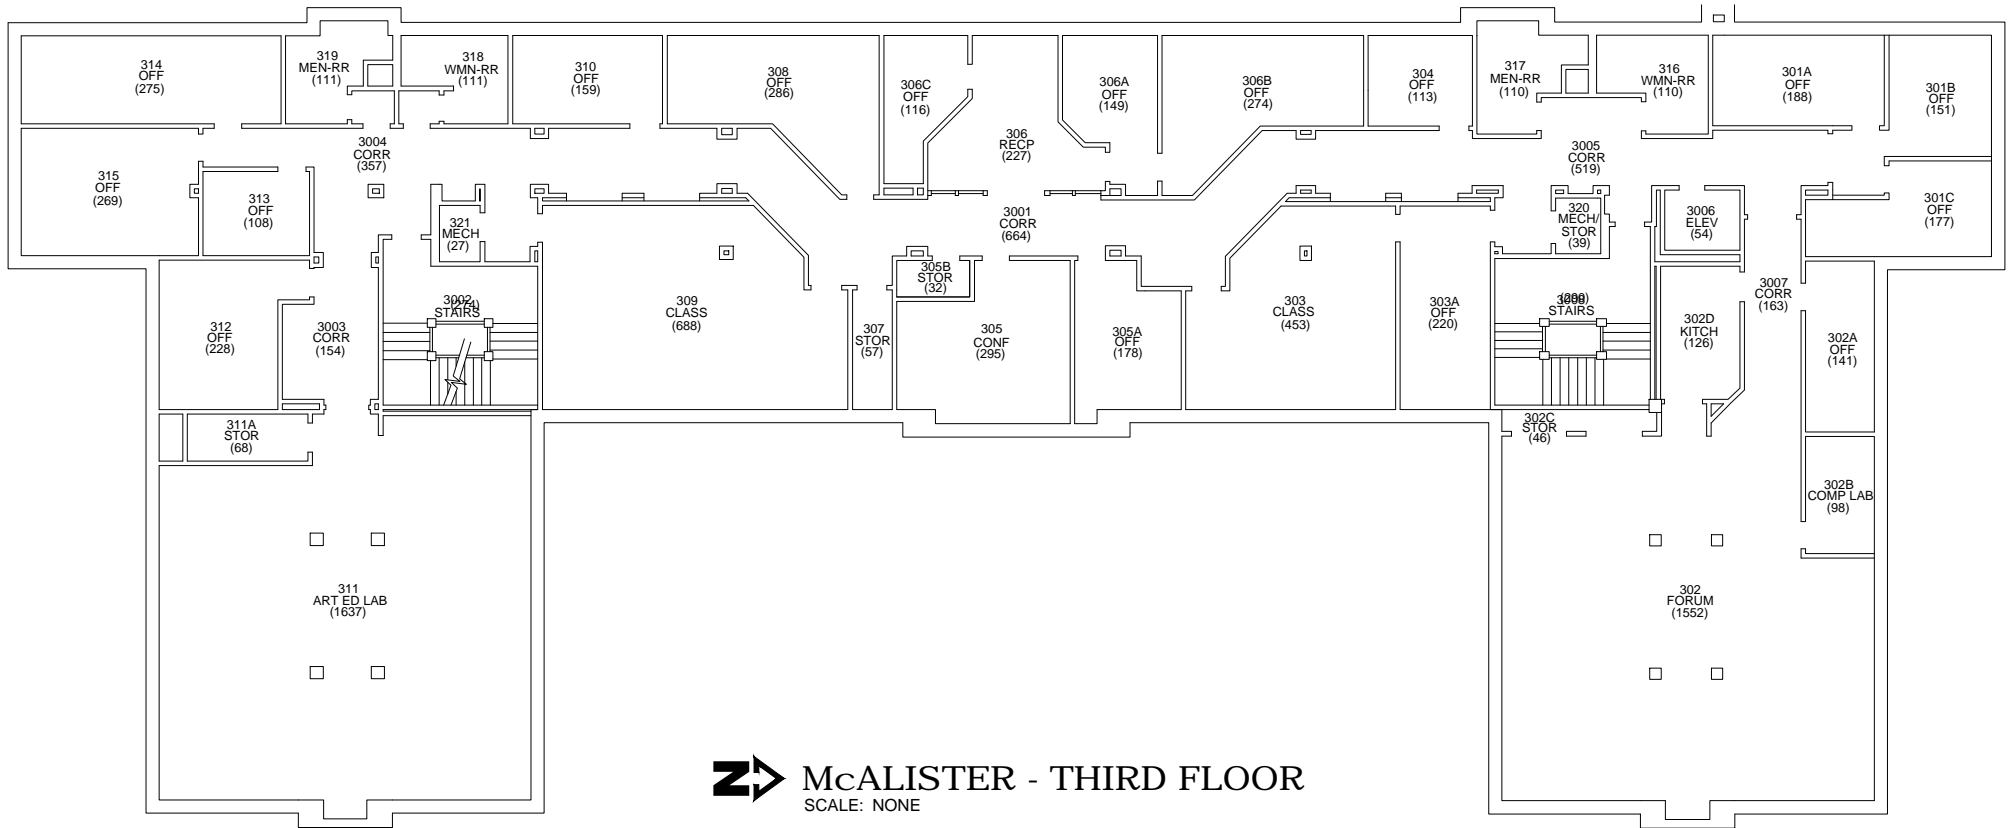 314
OFF
(275)
319
MEN-RR
(111)
318
WMN-RR
(111)
310
OFF
(159)
308
OFF
(286)
306C
OFF
(116)
306
RECP
(227)
306A
OFF
(149)
306B
OFF
(274)
304
OFF
(113)
317
MEN-RR
(110)
316
WMN-RR
(110)
301A
OFF
(188)
301B
OFF
(151)
315
OFF
(269)
313
OFF
(108)
3004
CORR
(357)
321
MECH
(27)
3001
CORR
(664)
3005
CORR
(519)
320
MECH/
STOR
(39)
3006
ELEV
(54)
301C
OFF
(177)
312
OFF
(228)
3003
CORR
(154)
3002
(274)
STAIRS
309
CLASS
(688)
307
STOR
(57)
305B
STOR
(32)
305
CONF
(295)
305A
OFF
(178)
303
CLASS
(453)
303A
OFF
(220)
STAIRS
302D
KITCH
(126)
3007
CORR
(163)
302A
OFF
(141)
311A
STOR
(68)
302C
STOR
(46)
302B
COMP LAB
(98)
311
ART ED LAB
(1637)
302
FORUM
(1552)
N
McALISTER - THIRD FLOOR
SCALE: NONE